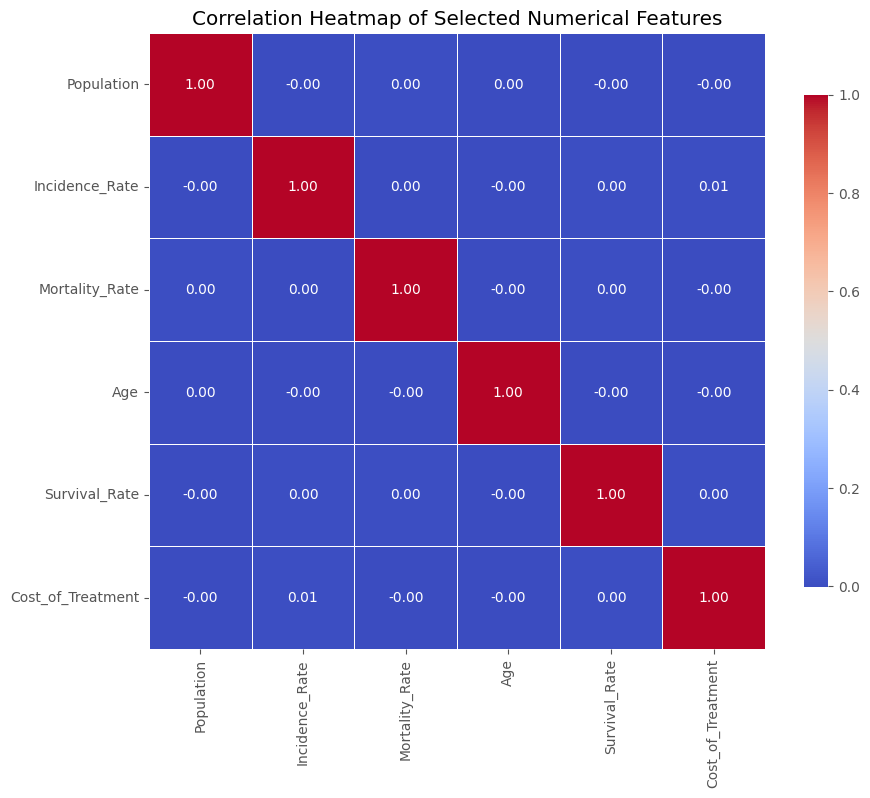 Correlation Heatmap of Selected Numerical Features
Population 1.00 -0.00 0.00 0.00 -0.00 -0.00
Incidence_Rate -0.00 1.00 0.00 -0.00 0.00 0.01
Mortality_Rate 0.00 0.00 1.00 -0.00 0.00 -0.00
Age 0.00 -0.00 -0.00 1.00 -0.00 -0.00
Survival_Rate -0.00 0.00 0.00 -0.00 1.00 0.00
Cost_of_Treatment -0.00 0.01 -0.00 -0.00 0.00 1.00
Population
Incidence_Rate
Mortality_Rate
Age
Survival_Rate
Cost_of_Treatment
1.0
0.8
0.6
0.4
0.2
0.0